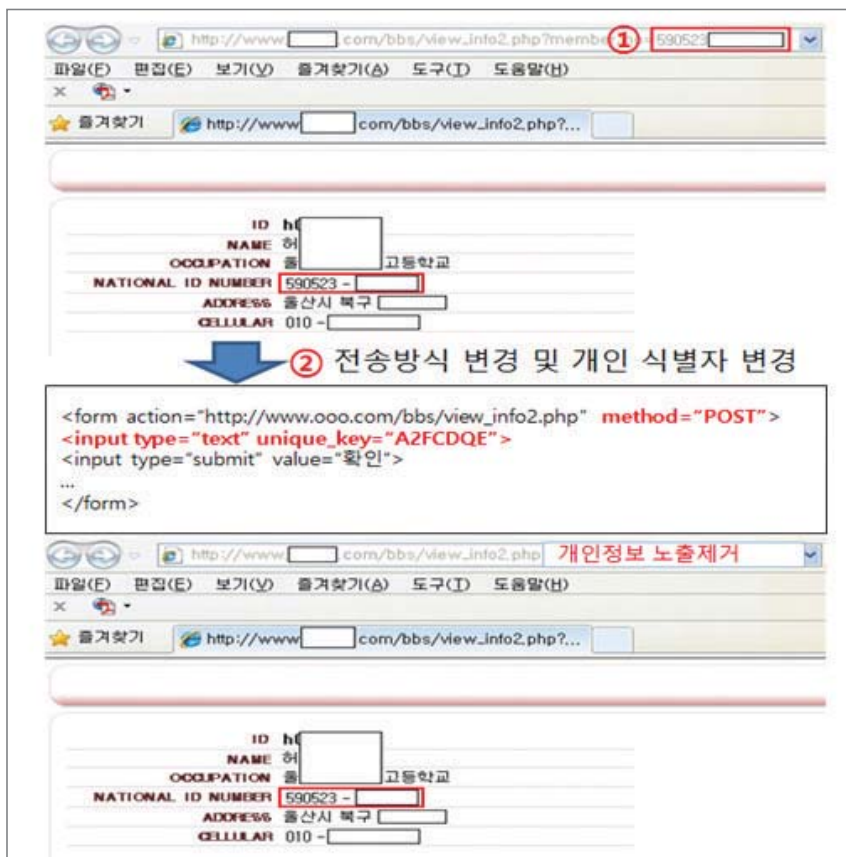 http://www.       .com/bbs/view_info2.php?membe ① 590523
파일(F) 편집(E) 보기(V) 즐겨찾기(A) 도구(T) 도움말(H)
×
즐겨찾기 http://www       com/bbs/view_info2.php?...
ID h
NAME 허
OCCUPATION 울       고등학교
NATIONAL ID NUMBER 590523 -
ADDRESS 울산시 북구
CELLULAR 010 -
② 전송방식 변경 및 개인 식별자 변경
<form action="http://www.ooo.com/bbs/view_info2.php" method="POST">
<input type="text" unique_key="A2FCDQE">
<input type="submit" value="확인">
...
</form>
http://www.       .com/bbs/view_info2.php 개인정보 노출제거
파일(F) 편집(E) 보기(V) 즐겨찾기(A) 도구(T) 도움말(H)
×
즐겨찾기 http://www       com/bbs/view_info2.php?...
ID h
NAME 허
OCCUPATION 울       고등학교
NATIONAL ID NUMBER 590523 -
ADDRESS 울산시 북구
CELLULAR 010 -